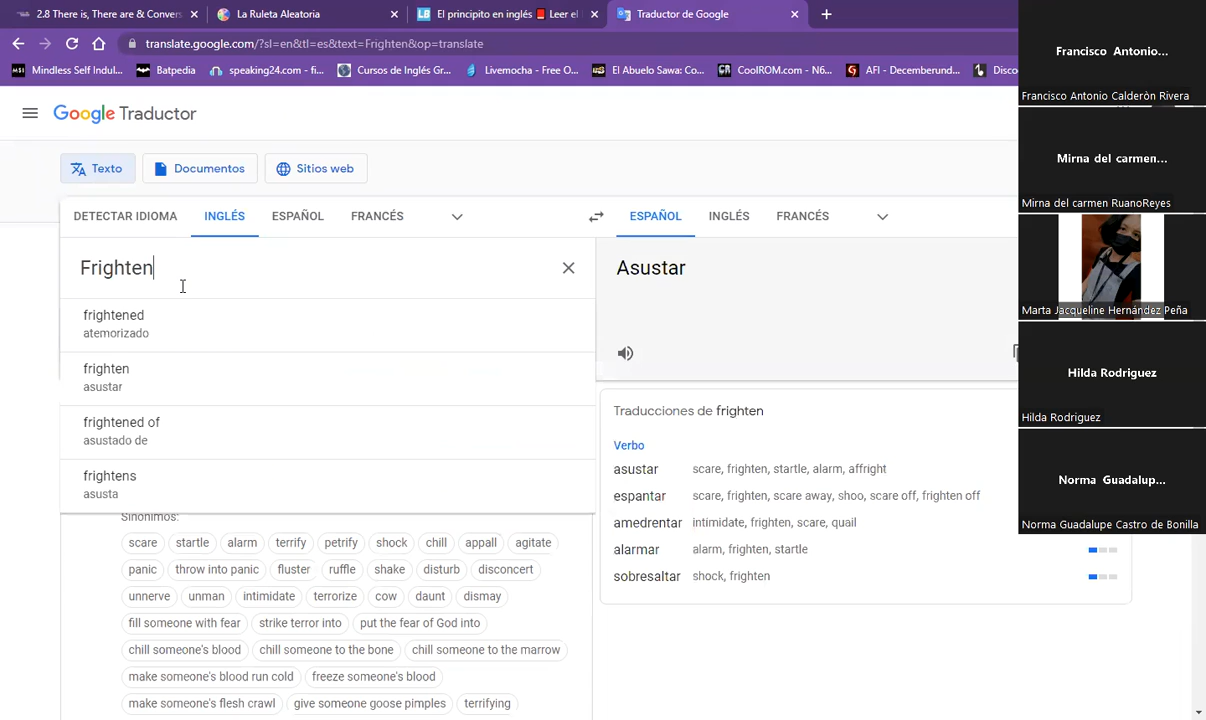 2.8 There is, There are & Conver
La Ruleta Aleatoria
El principito en inglés Leer el
Traductor de Google
translate.google.com/?sl=en&tl=es&text=Frighten&op=translate
Mindless Self Indul...
Batpedia
speaking24.com - fi...
Cursos de Inglés Gr...
Livemocha - Free O...
El Abuelo Sawa: Co...
CoolROM.com - N6...
AFI - Decemberund...
Disco
Google Traductor
Texto
Documentos
Sitios web
DETECTAR IDIOMA
INGLÉS
ESPAÑOL
FRANCÉS
ESPAÑOL
INGLÉS
FRANCÉS
Frighten
Asustar
frightened
atemorizado
frighten
asustar
frightened of
asustado de
frightens
asusta
Traducciones de frighten
Verbo
asustar scare, frighten, startle, alarm, affright
espantar scare, frighten, scare away, shoo, scare off, frighten off
amedrentar intimidate, frighten, scare, quail
alarmar alarm, frighten, startle
sobresaltar shock, frighten
Sinónimos:
scare startle alarm terrify petrify shock chill appall agitate
panic throw into panic fluster ruffle shake disturb disconcert
unnerve unman intimidate terrorize cow daunt dismay
fill someone with fear strike terror into put the fear of God into
chill someone's blood chill someone to the bone chill someone to the marrow
make someone's blood run cold freeze someone's blood
make someone's flesh crawl give someone goose pimples terrifying
Francisco Antonio...
Francisco Antonio Calderòn Rivera
Mirna del carmen...
Mirna del carmen RuanoReyes
Marta Jacqueline Hernández Peña
Hilda Rodriguez
Hilda Rodriguez
Norma Guadalup...
Norma Guadalupe Castro de Bonilla